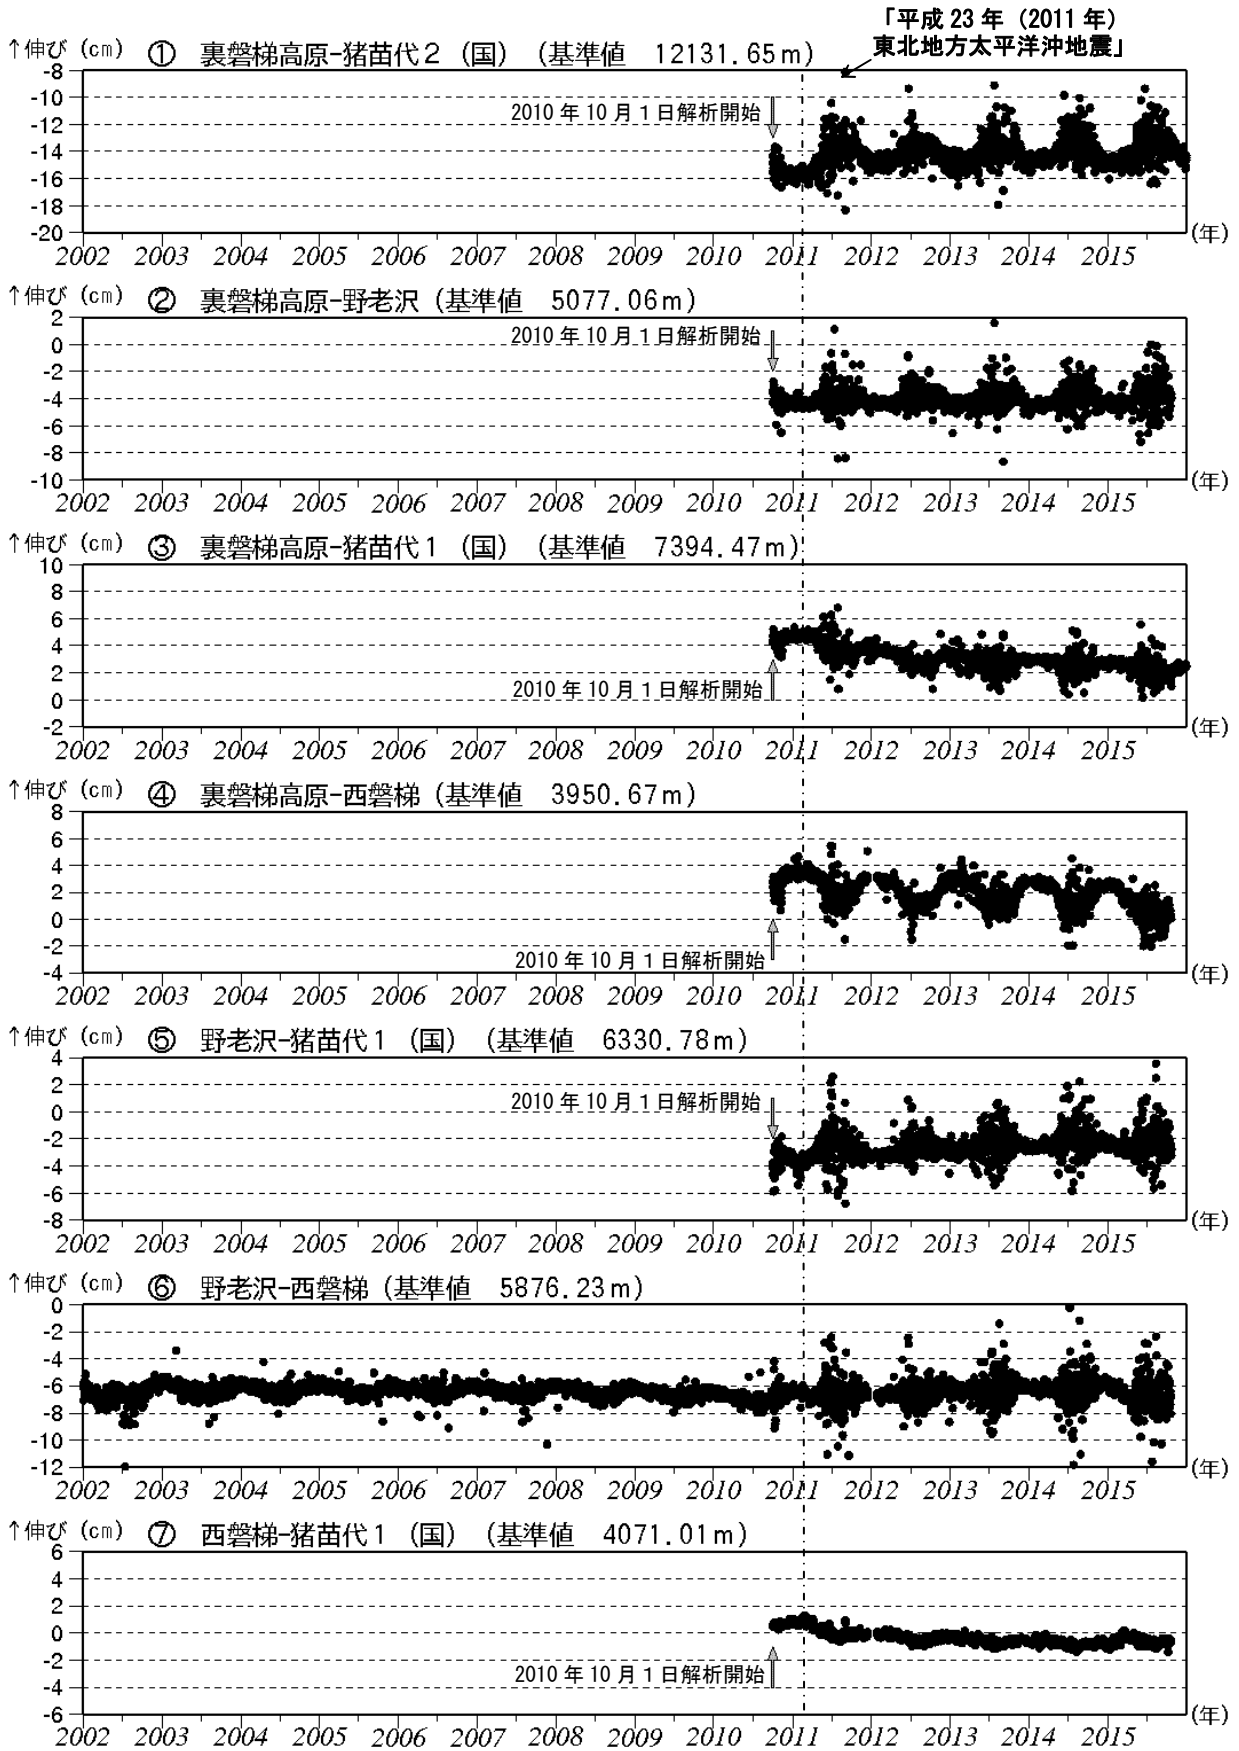 「平成 23 年（2011 年）
東北地方太平洋沖地震」
↑伸び（cm） ① 裏磐梯高原-猪苗代２（国）（基準値 12131.65m）
-8
-10
2010 年 10 月 1 日解析開始
-12
-14
-16
-18
-20
(年)
2002 2003 2004 2005 2006 2007 2008 2009 2010 2011 2012 2013 2014 2015
↑伸び（cm） ② 裏磐梯高原-野老沢（基準値 5077.06m）
2
2010 年 10 月 1 日解析開始
0
-2
-4
-6
-8
-10
(年)
2002 2003 2004 2005 2006 2007 2008 2009 2010 2011 2012 2013 2014 2015
↑伸び（cm） ③ 裏磐梯高原-猪苗代１（国）（基準値 7394.47m）
10
8
6
4
2
2010 年 10 月 1 日解析開始
0
-2
(年)
2002 2003 2004 2005 2006 2007 2008 2009 2010 2011 2012 2013 2014 2015
↑伸び（cm） ④ 裏磐梯高原-西磐梯（基準値 3950.67m）
8
6
4
2
0
-2
2010 年 10 月 1 日解析開始
-4
(年)
2002 2003 2004 2005 2006 2007 2008 2009 2010 2011 2012 2013 2014 2015
↑伸び（cm） ⑤ 野老沢-猪苗代１（国）（基準値 6330.78m）
4
2
2010 年 10 月 1 日解析開始
0
-2
-4
-6
-8
(年)
2002 2003 2004 2005 2006 2007 2008 2009 2010 2011 2012 2013 2014 2015
↑伸び（cm） ⑥ 野老沢-西磐梯（基準値 5876.23m）
0
-2
-4
-6
-8
-10
-12
(年)
2002 2003 2004 2005 2006 2007 2008 2009 2010 2011 2012 2013 2014 2015
↑伸び（cm） ⑦ 西磐梯-猪苗代１（国）（基準値 4071.01m）
6
4
2
0
-2
2010 年 10 月 1 日解析開始
-4
-6
(年)
2002 2003 2004 2005 2006 2007 2008 2009 2010 2011 2012 2013 2014 2015